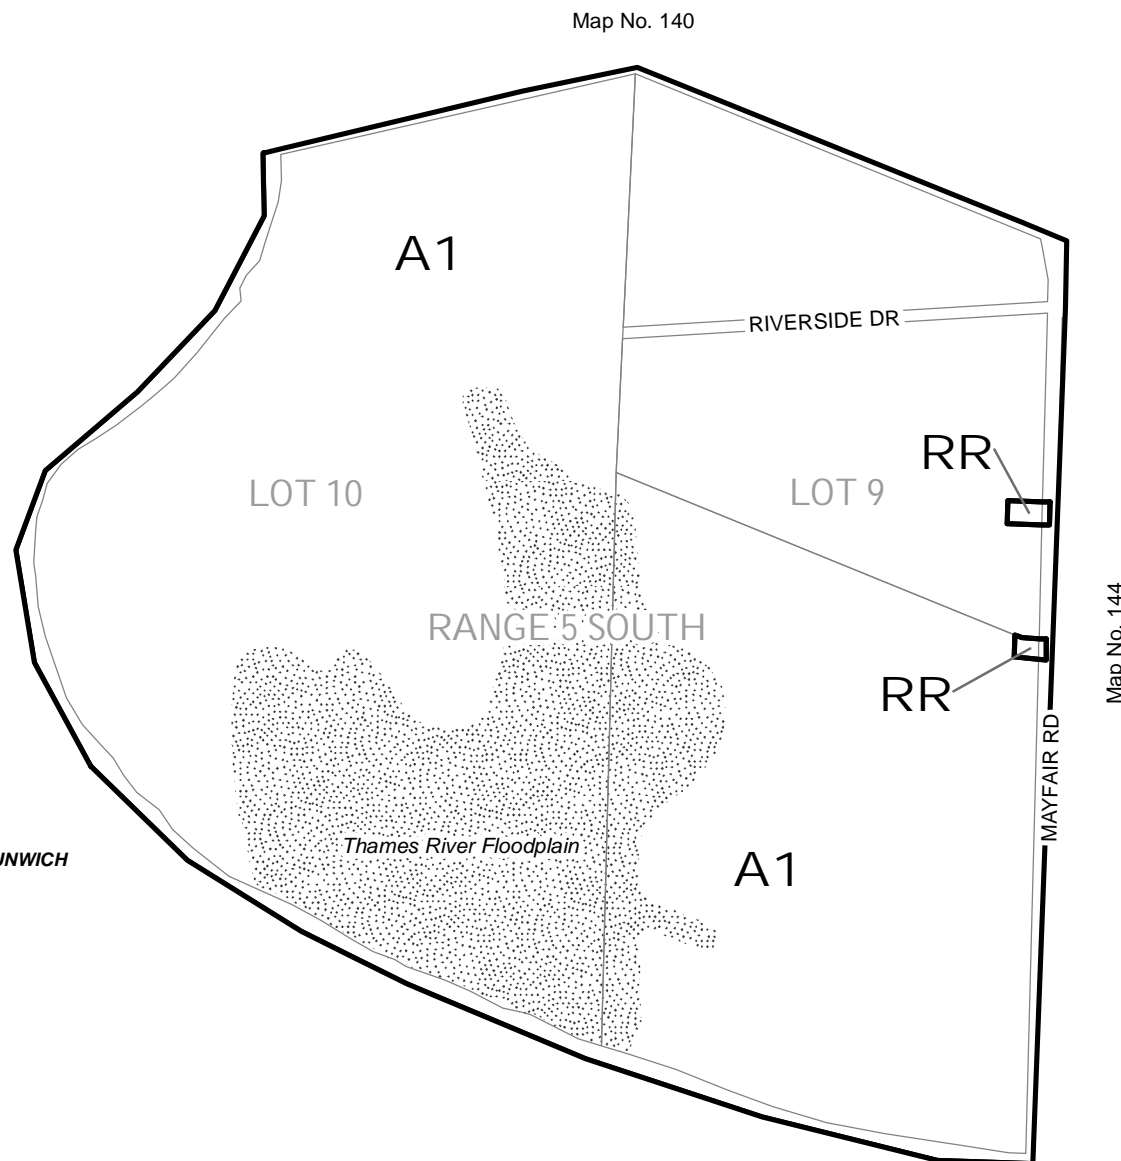 Map No. 140
A1
RIVERSIDE DR
RR
LOT 10
LOT 9
RANGE 5 SOUTH
Map No. 144
RR
MAYFAIR RD
Thames River Floodplain
A1